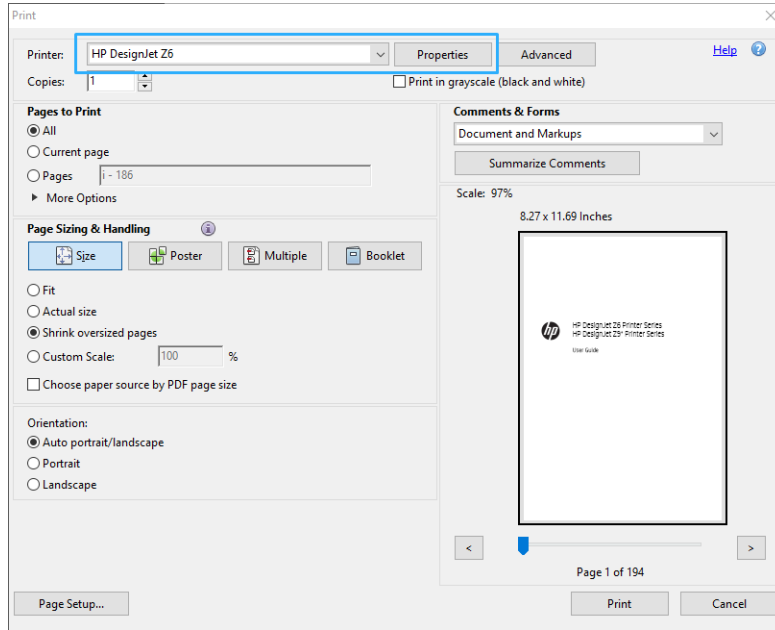 Print
Printer: HP DesignJet Z6 Properties Advanced Help ?
Copies: 1 Print in grayscale (black and white)
Pages to Print
All
Current page
Pages i - 186
More Options
Comments & Forms
Document and Markups
Summarize Comments
Page Sizing & Handling i
Size Poster Multiple Booklet
Fit
Actual size
Shrink oversized pages
Custom Scale: 100 %
Choose paper source by PDF page size
Orientation:
Auto portrait/landscape
Portrait
Landscape
Scale: 97%
8.27 x 11.69 Inches
hp
HP DesignJet Z6 Printer Series
HP DesignJet Z9⁺ Printer Series
User Guide
< >
Page 1 of 194
Page Setup... Print Cancel